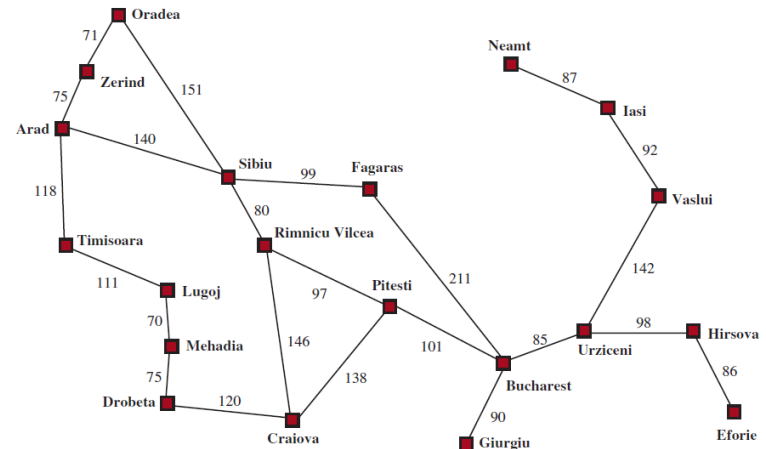 Oradea
71
Neamt
Zerind
87
151
75
Iasi
Arad
140
92
Sibiu
Fagaras
99
118
Vaslui
80
Timisoara
Rimnicu Vilcea
142
111
Pitesti
211
Lugoj
97
70
98
Hirsova
146
101
85
Mehadia
Urziceni
75
138
86
Bucharest
120
90
Drobeta
Craiova
Giurgiu
Eforie